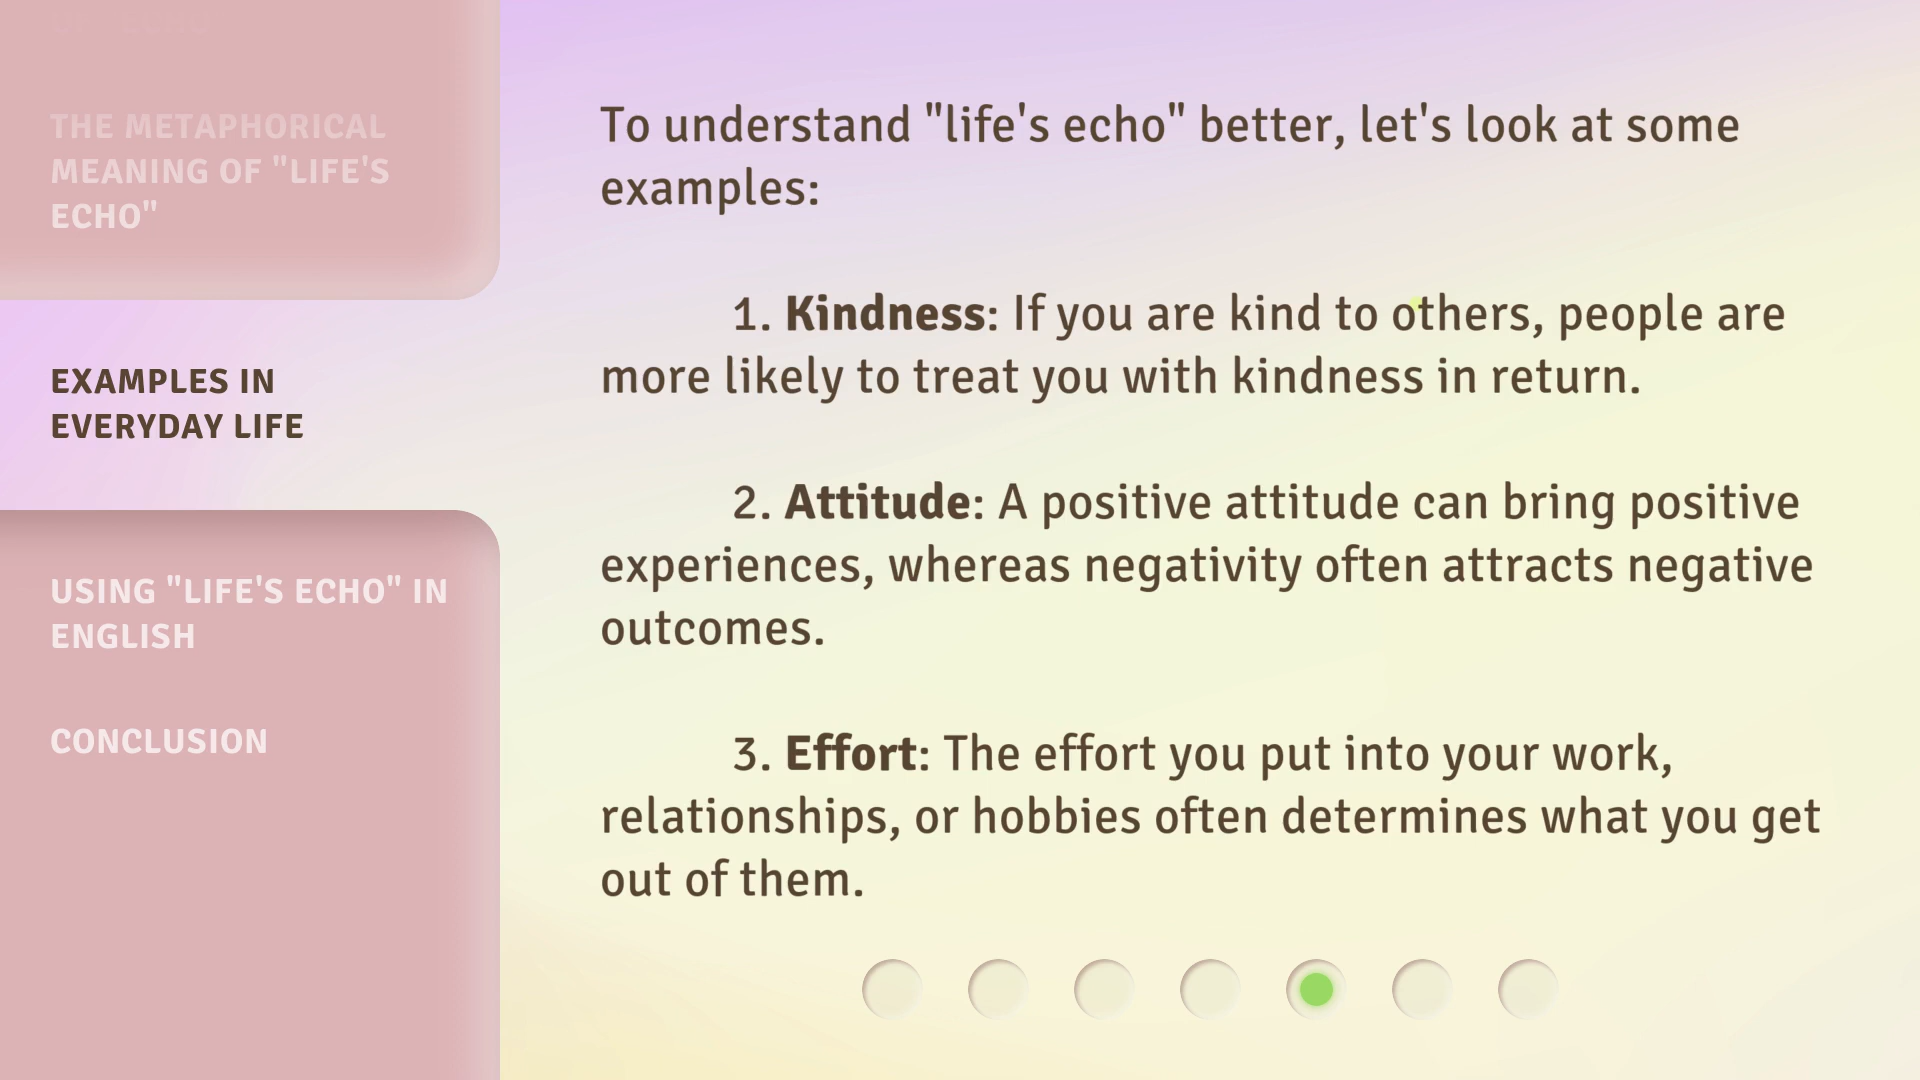 THE METAPHORICAL
MEANING OF "LIFE'S
ECHO"
EXAMPLES IN
EVERYDAY LIFE
USING "LIFE'S ECHO" IN
ENGLISH
CONCLUSION
To understand "life's echo" better, let's look at some
examples:
1. Kindness: If you are kind to others, people are
more likely to treat you with kindness in return.
2. Attitude: A positive attitude can bring positive
experiences, whereas negativity often attracts negative
outcomes.
3. Effort: The effort you put into your work,
relationships, or hobbies often determines what you get
out of them.